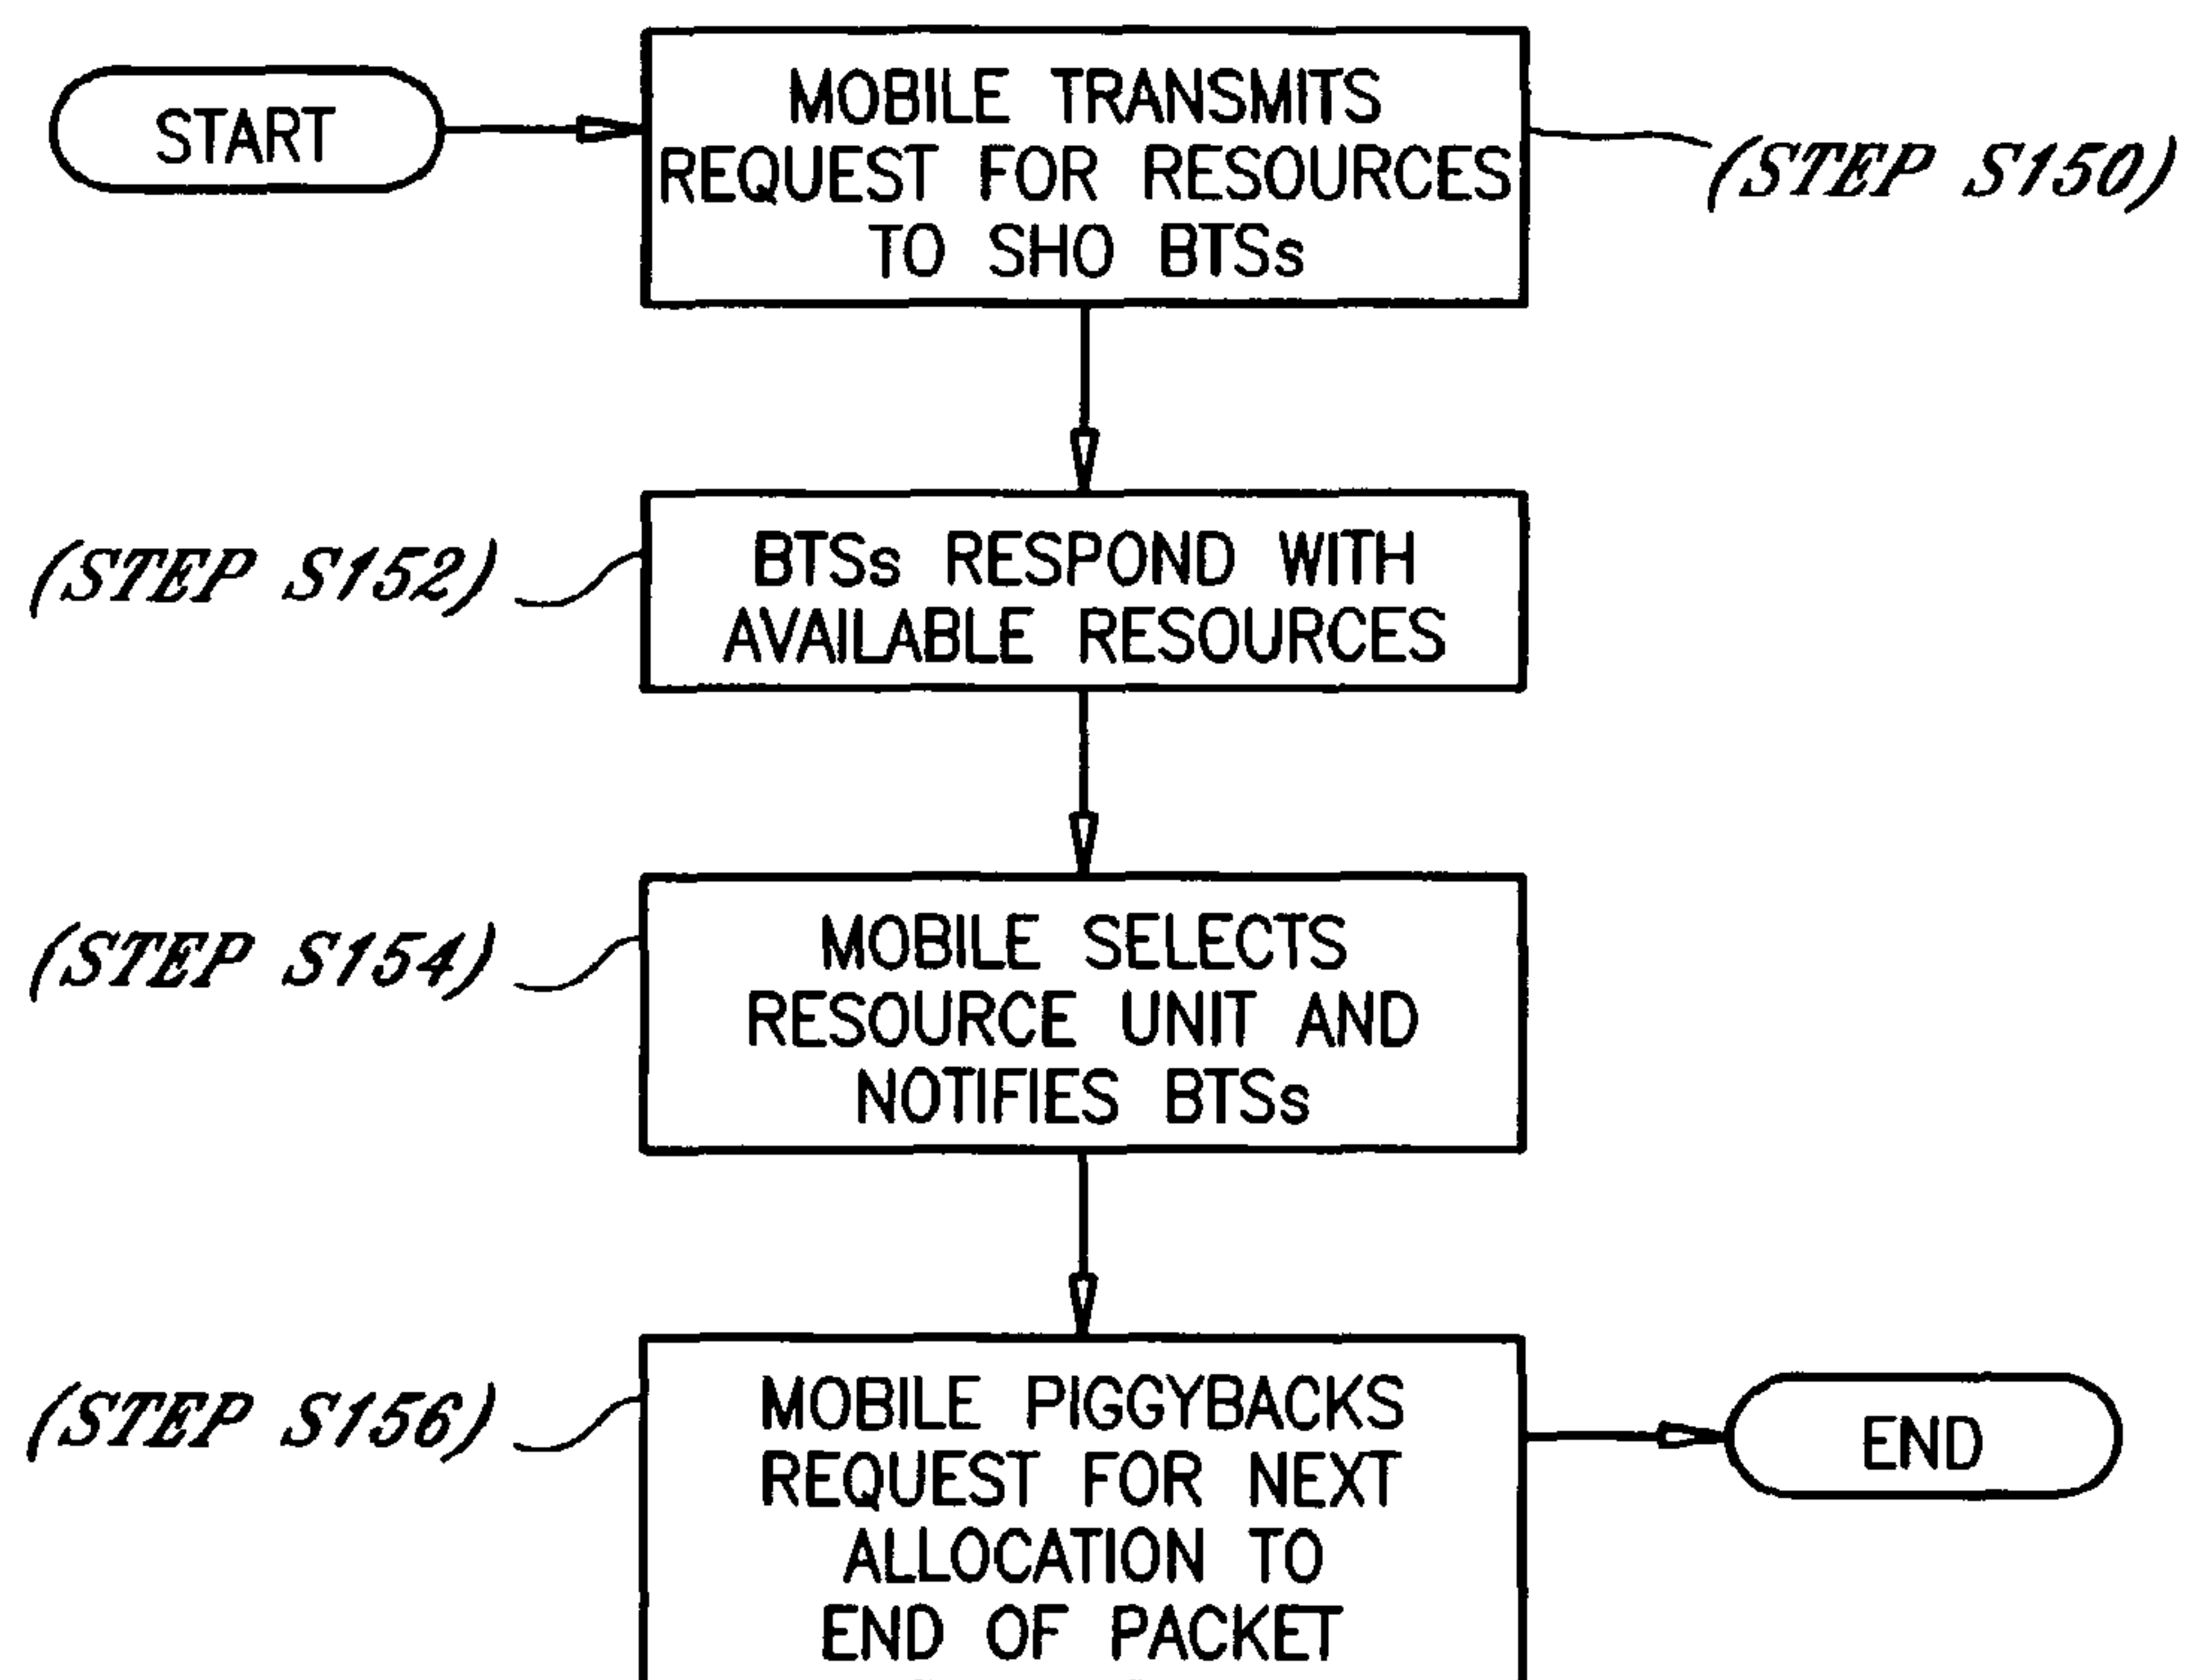 START
MOBILE TRANSMITS
REQUEST FOR RESOURCES
TO SHO BTSs
(STEP S150)
(STEP S152)
BTSs RESPOND WITH
AVAILABLE RESOURCES
(STEP S154)
MOBILE SELECTS
RESOURCE UNIT AND
NOTIFIES BTSs
(STEP S156)
MOBILE PIGGYBACKS
REQUEST FOR NEXT
ALLOCATION TO
END OF PACKET
END